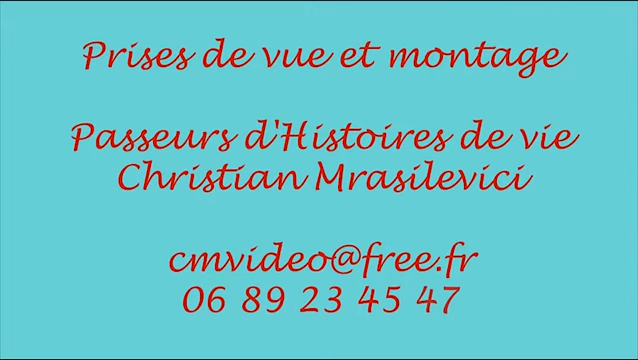 Prises de vue et montage
Passeurs d'Histoires de vie
Christian Mrasilevici
cmvideo@free.fr
06 89 23 45 47